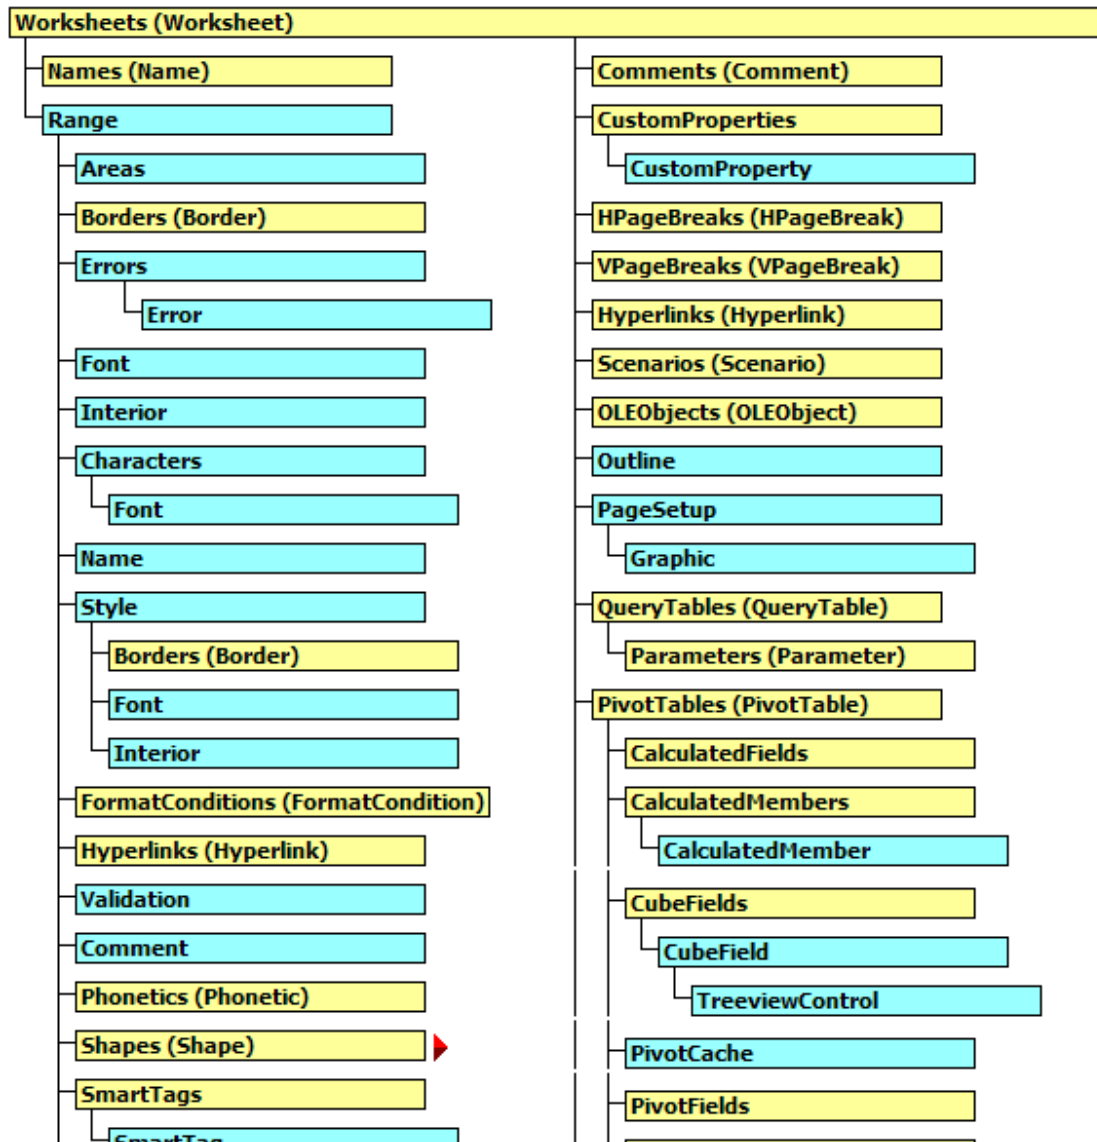 Worksheets (Worksheet)
Names (Name)
Range
Areas
Borders (Border)
Errors
Error
Font
Interior
Characters
Font
Name
Style
Borders (Border)
Font
Interior
FormatConditions (FormatCondition)
Hyperlinks (Hyperlink)
Validation
Comment
Phonetics (Phonetic)
Shapes (Shape)
SmartTags
SmartTag
Comments (Comment)
CustomProperties
CustomProperty
HPageBreaks (HPageBreak)
VPageBreaks (VPageBreak)
Hyperlinks (Hyperlink)
Scenarios (Scenario)
OLEObjects (OLEObject)
Outline
PageSetup
Graphic
QueryTables (QueryTable)
Parameters (Parameter)
PivotTables (PivotTable)
CalculatedFields
CalculatedMembers
CalculatedMember
CubeFields
CubeField
TreeviewControl
PivotCache
PivotFields